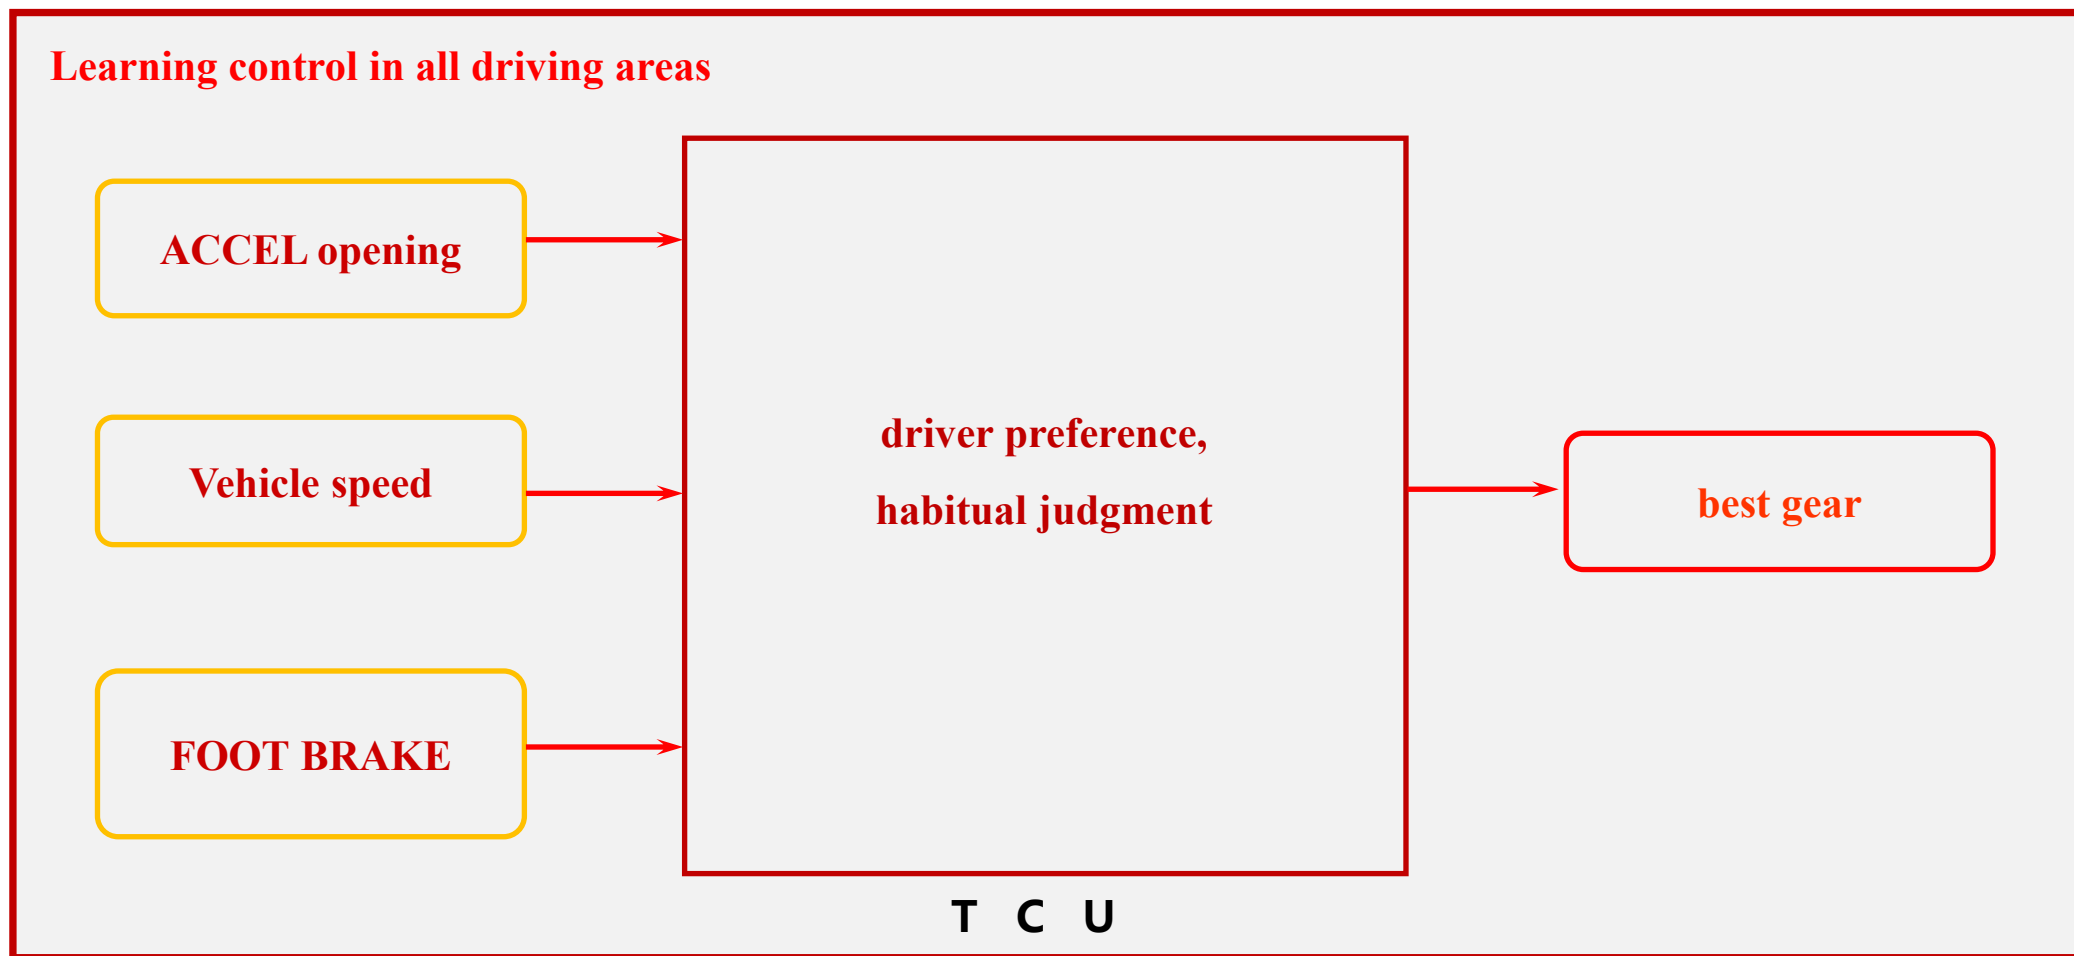 Learning control in all driving areas
ACCEL opening
Vehicle speed
FOOT BRAKE
driver preference,
habitual judgment
best gear
T C U